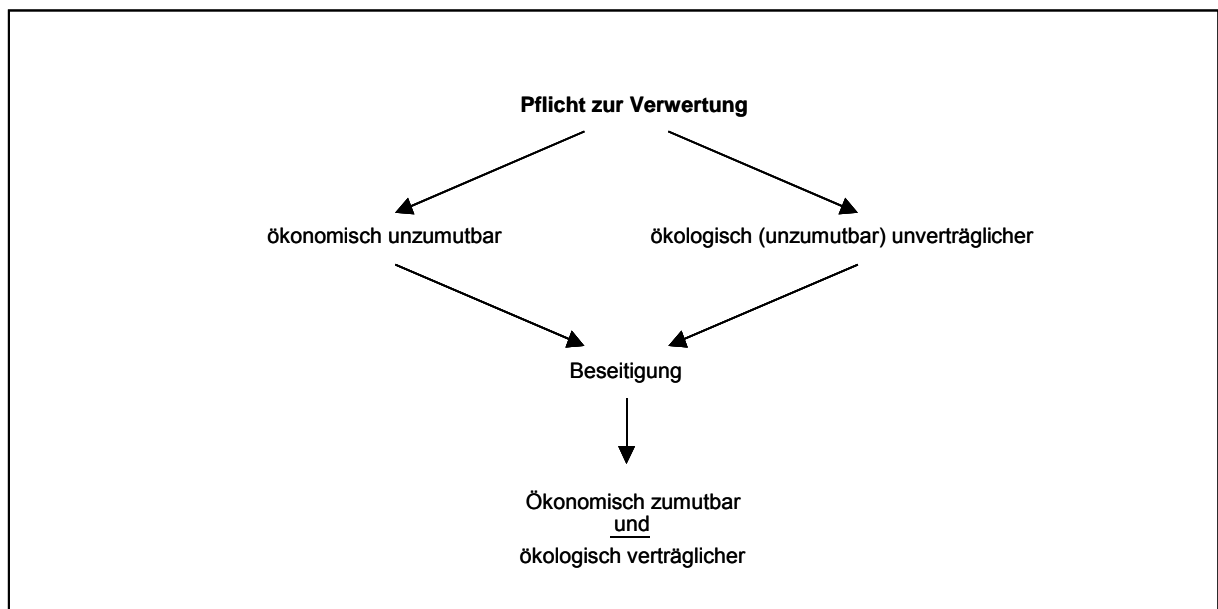 Pflicht zur Verwertung
ökonomisch unzumutbar
ökologisch (unzumutbar) unverträglicher
Beseitigung
Ökonomisch zumutbar
und
ökologisch verträglicher